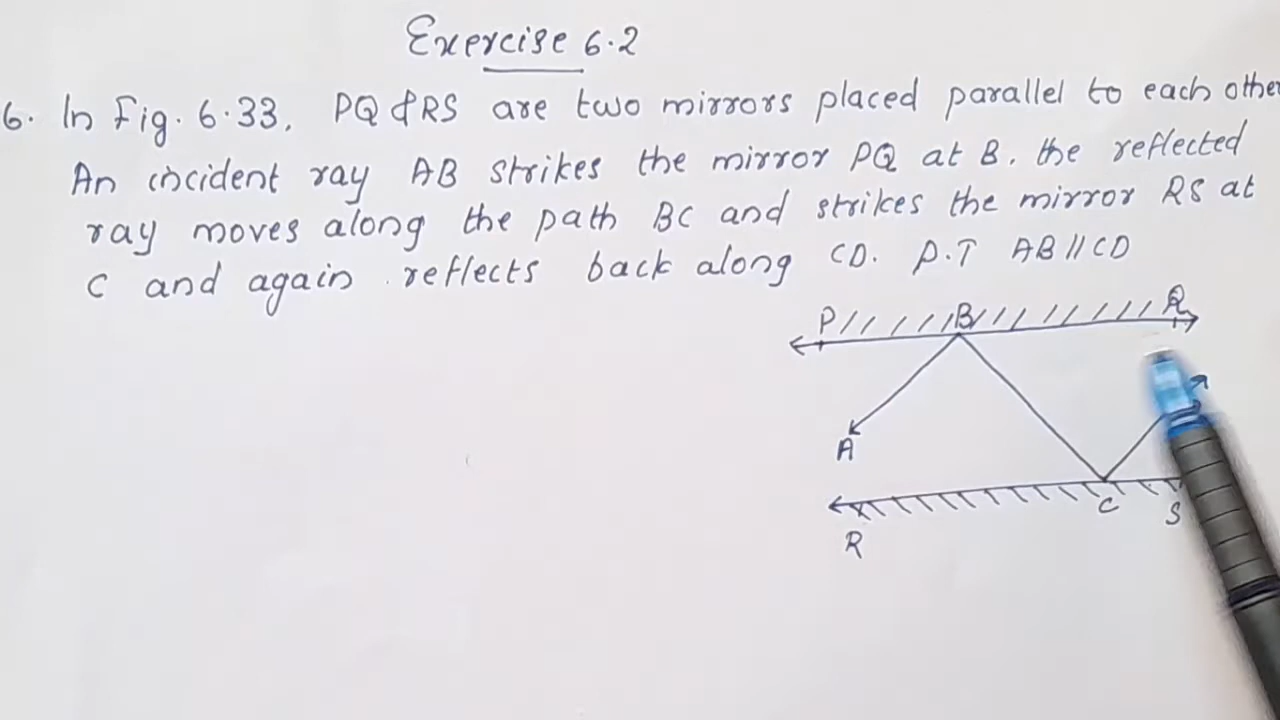 Exercise 6.2
6. In Fig. 6.33, PQ & RS are two mirrors placed parallel to each other
An incident ray AB strikes the mirror PQ at B. the reflected
ray moves along the path BC and strikes the mirror RS at
C and again reflects back along CD. P.T AB // CD
P B Q
A
C S
R